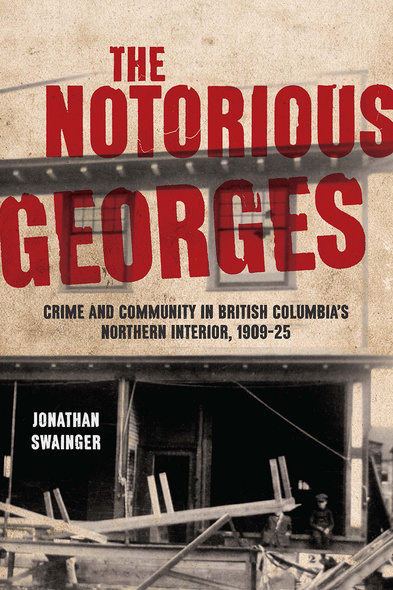 THE
NOTORIOUS
GEORGES
CRIME AND COMMUNITY IN BRITISH COLUMBIA'S
NORTHERN INTERIOR, 1909-25
JONATHAN
SWAINGER